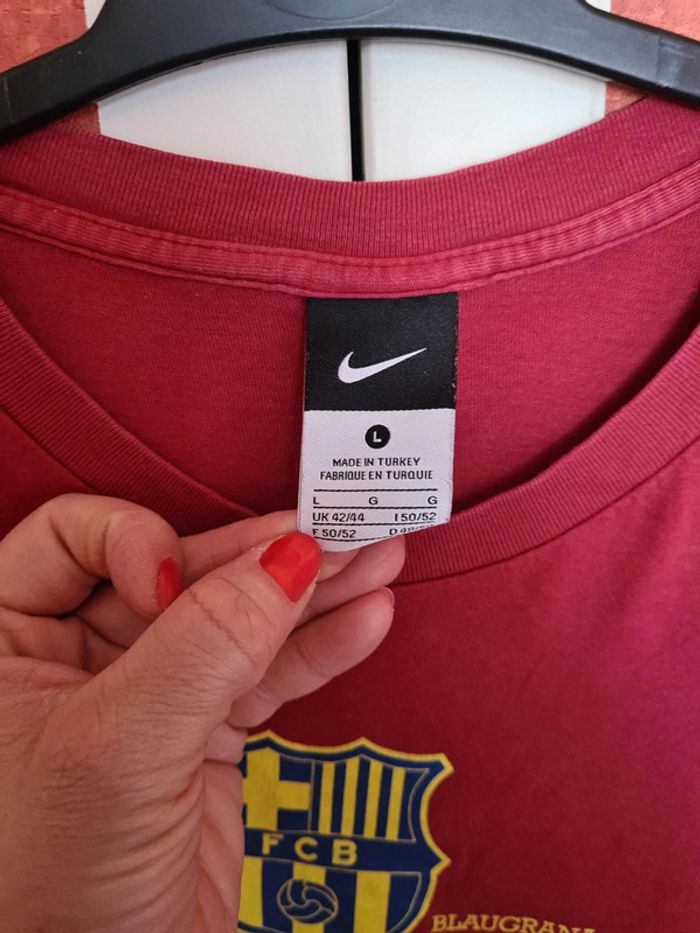 L
MADE IN TURKEY
FABRIQUE EN TURQUIE
L G G
UK 42/44 I 50/52
F 50/52
FCB